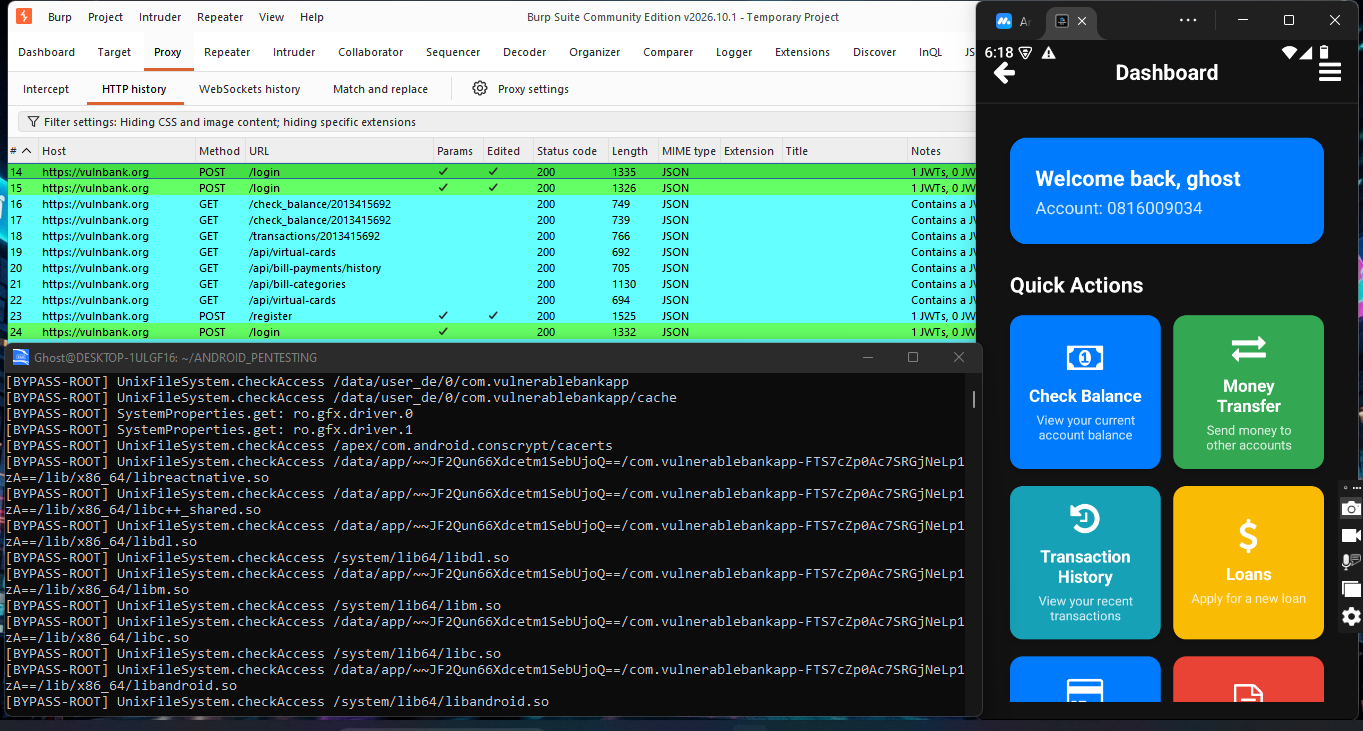 Burp Project Intruder Repeater View Help Burp Suite Community Edition v2026.10.1 - Temporary Project
Dashboard Target Proxy Repeater Intruder Collaborator Sequencer Decoder Organizer Comparer Logger Extensions Discover InQL JS
Intercept HTTP history WebSockets history Match and replace Proxy settings
Filter settings: Hiding CSS and image content; hiding specific extensions
# Host Method URL Params Edited Status code Length MIME type Extension Title Notes
14 https://vulnbank.org POST /login ✓ ✓ 200 1335 JSON 1 JWTs, 0 JW
15 https://vulnbank.org POST /login ✓ ✓ 200 1326 JSON 1 JWTs, 0 JW
16 https://vulnbank.org GET /check_balance/2013415692 200 749 JSON Contains a J
17 https://vulnbank.org GET /check_balance/2013415692 200 739 JSON Contains a J
18 https://vulnbank.org GET /transactions/2013415692 200 766 JSON Contains a J
19 https://vulnbank.org GET /api/virtual-cards 200 692 JSON Contains a J
20 https://vulnbank.org GET /api/bill-payments/history 200 705 JSON Contains a J
21 https://vulnbank.org GET /api/bill-categories 200 1130 JSON Contains a J
22 https://vulnbank.org GET /api/virtual-cards 200 694 JSON Contains a J
23 https://vulnbank.org POST /register ✓ ✓ 200 1525 JSON 1 JWTs, 0 JW
24 https://vulnbank.org POST /login ✓ 200 1332 JSON 1 JWTs, 0 JW
Ghost@DESKTOP-1ULGF16: ~/ANDROID_PENTESTING
[BYPASS-ROOT] UnixFileSystem.checkAccess /data/user_de/0/com.vulnerablebankapp
[BYPASS-ROOT] UnixFileSystem.checkAccess /data/user_de/0/com.vulnerablebankapp/cache
[BYPASS-ROOT] SystemProperties.get: ro.gfx.driver.0
[BYPASS-ROOT] SystemProperties.get: ro.gfx.driver.1
[BYPASS-ROOT] UnixFileSystem.checkAccess /apex/com.android.conscrypt/cacerts
[BYPASS-ROOT] UnixFileSystem.checkAccess /data/app/~~JF2Qun66Xdcetm1SebUjoQ==/com.vulnerablebankapp-FTS7cZp0Ac7SRGjNeLp1
zA==/lib/x86_64/libreactnative.so
[BYPASS-ROOT] UnixFileSystem.checkAccess /data/app/~~JF2Qun66Xdcetm1SebUjoQ==/com.vulnerablebankapp-FTS7cZp0Ac7SRGjNeLp1
zA==/lib/x86_64/libc++_shared.so
[BYPASS-ROOT] UnixFileSystem.checkAccess /data/app/~~JF2Qun66Xdcetm1SebUjoQ==/com.vulnerablebankapp-FTS7cZp0Ac7SRGjNeLp1
zA==/lib/x86_64/libdl.so
[BYPASS-ROOT] UnixFileSystem.checkAccess /system/lib64/libdl.so
[BYPASS-ROOT] UnixFileSystem.checkAccess /data/app/~~JF2Qun66Xdcetm1SebUjoQ==/com.vulnerablebankapp-FTS7cZp0Ac7SRGjNeLp1
zA==/lib/x86_64/libm.so
[BYPASS-ROOT] UnixFileSystem.checkAccess /system/lib64/libm.so
[BYPASS-ROOT] UnixFileSystem.checkAccess /data/app/~~JF2Qun66Xdcetm1SebUjoQ==/com.vulnerablebankapp-FTS7cZp0Ac7SRGjNeLp1
zA==/lib/x86_64/libc.so
[BYPASS-ROOT] UnixFileSystem.checkAccess /system/lib64/libc.so
[BYPASS-ROOT] UnixFileSystem.checkAccess /data/app/~~JF2Qun66Xdcetm1SebUjoQ==/com.vulnerablebankapp-FTS7cZp0Ac7SRGjNeLp1
zA==/lib/x86_64/libandroid.so
[BYPASS-ROOT] UnixFileSystem.checkAccess /system/lib64/libandroid.so
6:18
Dashboard
Welcome back, ghost
Account: 0816009034
Quick Actions
Check Balance
View your current
account balance
Money
Transfer
Send money to
other accounts
Transaction
History
View your recent
transactions
Loans
Apply for a new loan